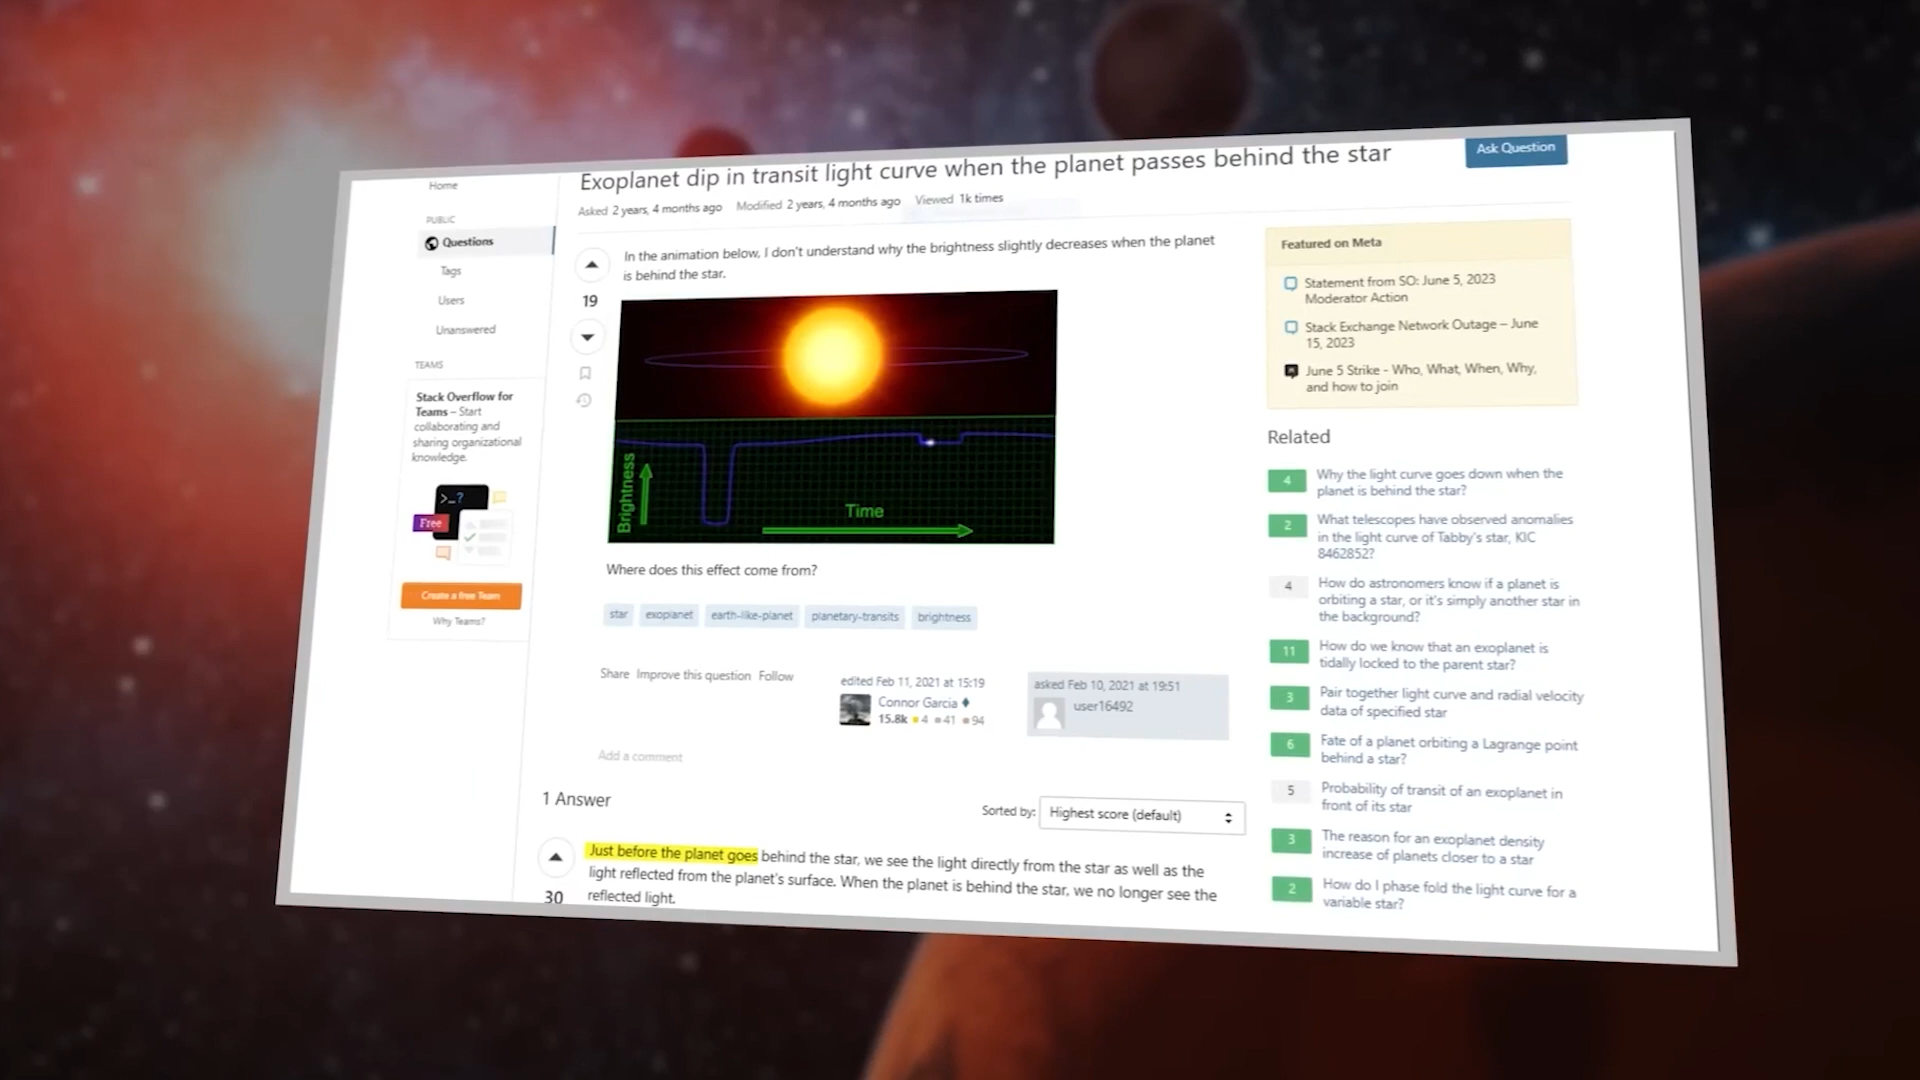 Home
PUBLIC
Questions
Tags
Users
Unanswered
TEAMS
Stack Overflow for
Teams – Start
collaborating and
sharing organizational
knowledge.
>_?
Free
Create a free Team
Why Teams?
Exoplanet dip in transit light curve when the planet passes behind the star
Ask Question
Asked 2 years, 4 months ago Modified 2 years, 4 months ago Viewed 1k times
19
In the animation below, I don't understand why the brightness slightly decreases when the planet
is behind the star.
Brightness
Time
Where does this effect come from?
star exoplanet earth-like-planet planetary-transits brightness
Share Improve this question Follow
edited Feb 11, 2021 at 15:19
Connor Garcia
15.8k 4 41 94
asked Feb 10, 2021 at 19:51
user16492
Add a comment
1 Answer
Sorted by: Highest score (default)
30
Just before the planet goes behind the star, we see the light directly from the star as well as the
light reflected from the planet's surface. When the planet is behind the star, we no longer see the
reflected light.
Featured on Meta
Statement from SO: June 5, 2023
Moderator Action
Stack Exchange Network Outage – June
15, 2023
June 5 Strike - Who, What, When, Why,
and how to join
Related
4 Why the light curve goes down when the
planet is behind the star?
2 What telescopes have observed anomalies
in the light curve of Tabby's star, KIC
8462852?
4 How do astronomers know if a planet is
orbiting a star, or it's simply another star in
the background?
11 How do we know that an exoplanet is
tidally locked to the parent star?
3 Pair together light curve and radial velocity
data of specified star
6 Fate of a planet orbiting a Lagrange point
behind a star?
5 Probability of transit of an exoplanet in
front of its star
3 The reason for an exoplanet density
increase of planets closer to a star
2 How do I phase fold the light curve for a
variable star?